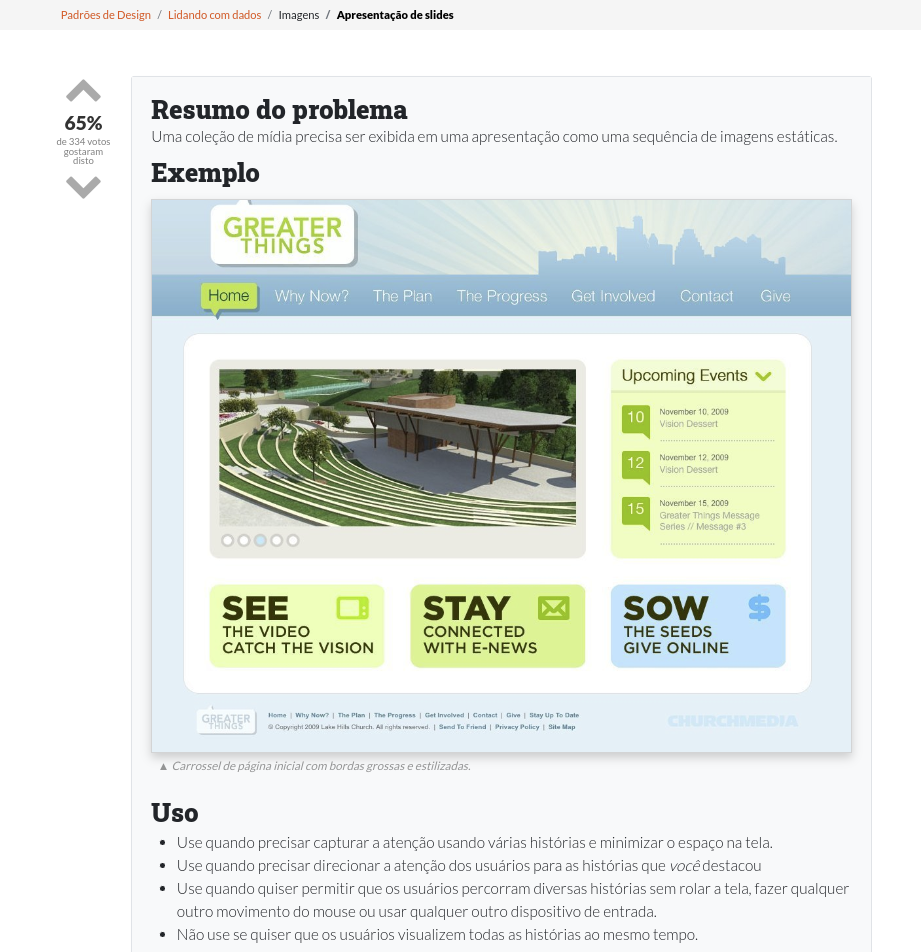 Padrões de Design / Lidando com dados / Imagens / Apresentação de slides
65%
de 334 votos
gostaram
disto
Resumo do problema
Uma coleção de mídia precisa ser exibida em uma apresentação como uma sequência de imagens estáticas.
Exemplo
GREATER
THINGS
Home Why Now? The Plan The Progress Get Involved Contact Give
Upcoming Events
10 November 10, 2009
Vision Dessert
12 November 12, 2009
Vision Dessert
15 November 15, 2009
Greater Things Message
Series // Message #3
SEE
THE VIDEO
CATCH THE VISION
STAY
CONNECTED
WITH E-NEWS
SOW
THE SEEDS
GIVE ONLINE
$
GREATER
THINGS
Home | Why Now? | The Plan | The Progress | Get Involved | Contact | Give | Stay Up To Date
© Copyright 2009 Lake Hills Church. All rights reserved. | Send To Friend | Privacy Policy | Site Map
CHURCHMEDIA
▲ Carrossel de página inicial com bordas grossas e estilizadas.
Uso
• Use quando precisar capturar a atenção usando várias histórias e minimizar o espaço na tela.
• Use quando precisar direcionar a atenção dos usuários para as histórias que você destacou
• Use quando quiser permitir que os usuários percorram diversas histórias sem rolar a tela, fazer qualquer
outro movimento do mouse ou usar qualquer outro dispositivo de entrada.
• Não use se quiser que os usuários visualizem todas as histórias ao mesmo tempo.